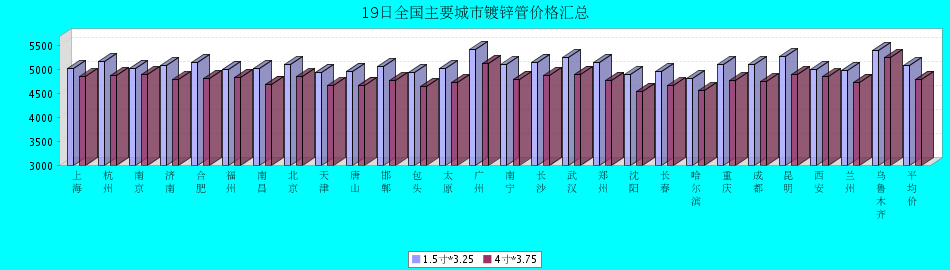 19日全国主要城市镀锌管价格汇总
5500
5000
4500
4000
3500
3000
上海
杭州
南京
济南
合肥
福州
南昌
北京
天津
唐山
邯郸
包头
太原
广州
南宁
长沙
武汉
郑州
沈阳
长春
哈尔滨
重庆
成都
昆明
西安
兰州
乌鲁木齐
平均价
1.5寸*3.25
4寸*3.75